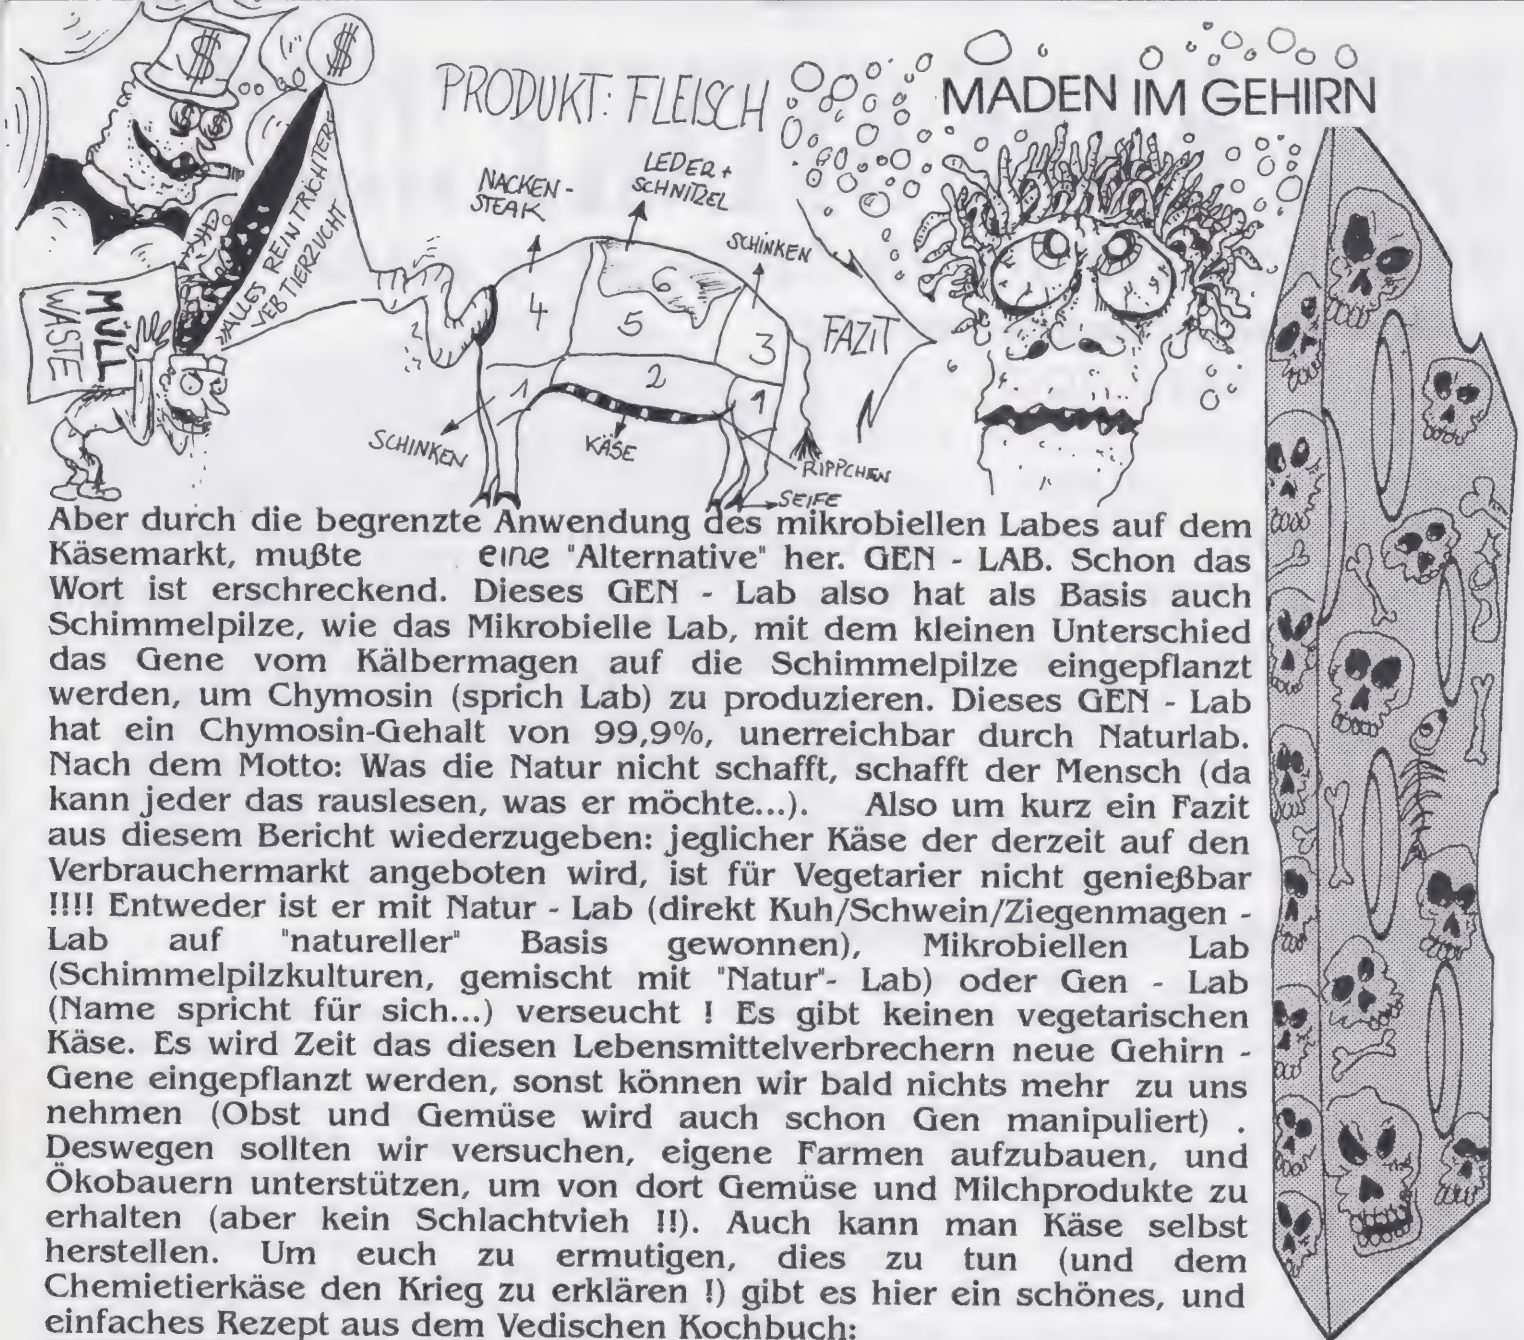 PRODUKT: FLEISCH
MADEN IM GEHIRN
$
$
$ $
ALLES REINTRICHTERN
VEB TIERZUCHT
MÜLL
WASTE
NACKEN-
STEAK
LEDER +
SCHNITZEL
SCHINKEN
4
5
6
3
1
2
1
SCHINKEN
KÄSE
RIPPCHEN
SEIFE
FAZIT
Aber durch die begrenzte Anwendung des mikrobiellen Labes auf dem
Käsemarkt, mußte eine "Alternative" her. GEN - LAB. Schon das
Wort ist erschreckend. Dieses GEN - Lab also hat als Basis auch
Schimmelpilze, wie das Mikrobielle Lab, mit dem kleinen Unterschied
das Gene vom Kälbermagen auf die Schimmelpilze eingepflanzt
werden, um Chymosin (sprich Lab) zu produzieren. Dieses GEN - Lab
hat ein Chymosin-Gehalt von 99,9%, unerreichbar durch Naturlab.
Nach dem Motto: Was die Natur nicht schafft, schafft der Mensch (da
kann jeder das rauslesen, was er möchte...). Also um kurz ein Fazit
aus diesem Bericht wiederzugeben: jeglicher Käse der derzeit auf den
Verbrauchermarkt angeboten wird, ist für Vegetarier nicht genießbar
!!!! Entweder ist er mit Natur - Lab (direkt Kuh/Schwein/Ziegenmagen -
Lab auf "natureller" Basis gewonnen), Mikrobiellen Lab
(Schimmelpilzkulturen, gemischt mit "Natur"- Lab) oder Gen - Lab
(Name spricht für sich...) verseucht ! Es gibt keinen vegetarischen
Käse. Es wird Zeit das diesen Lebensmittelverbrechern neue Gehirn -
Gene eingepflanzt werden, sonst können wir bald nichts mehr zu uns
nehmen (Obst und Gemüse wird auch schon Gen manipuliert) .
Deswegen sollten wir versuchen, eigene Farmen aufzubauen, und
Ökobauern unterstützen, um von dort Gemüse und Milchprodukte zu
erhalten (aber kein Schlachtvieh !!). Auch kann man Käse selbst
herstellen. Um euch zu ermutigen, dies zu tun (und dem
Chemietierkäse den Krieg zu erklären !) gibt es hier ein schönes, und
einfaches Rezept aus dem Vedischen Kochbuch: